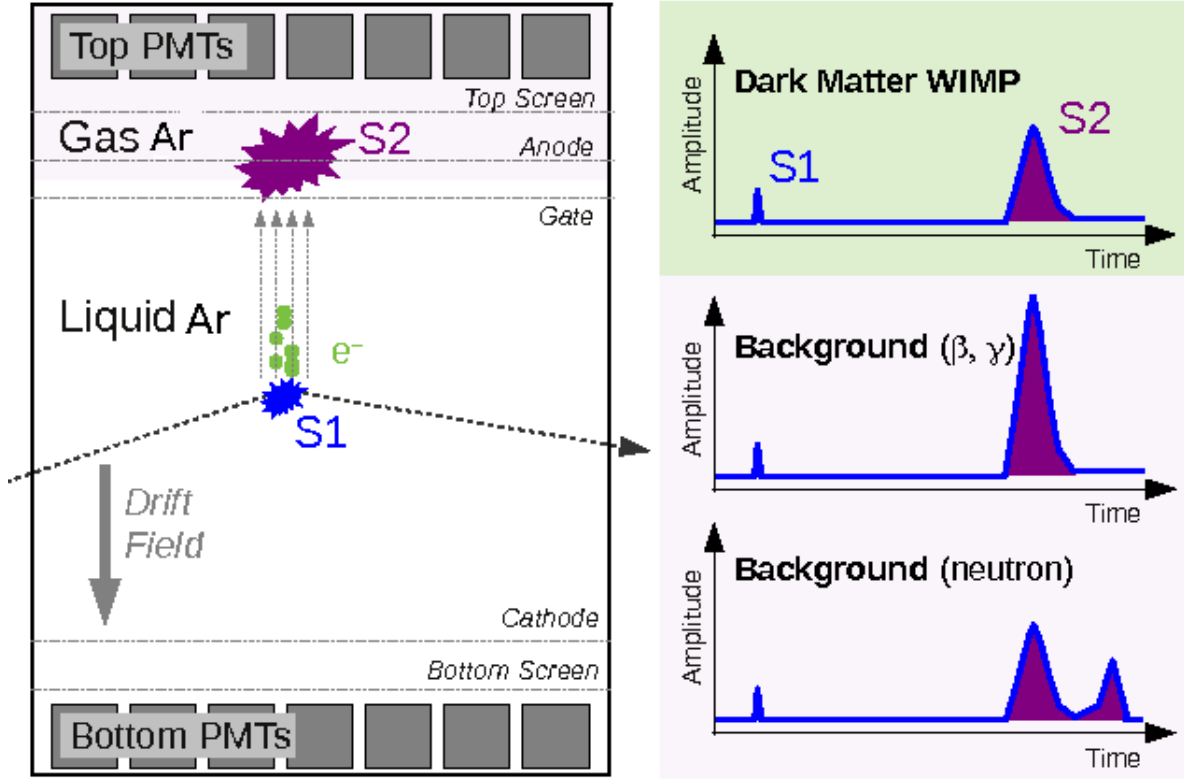 Top PMTs
Top Screen
Gas Ar
S2
Anode
Gate
Liquid Ar
e⁻
S1
Drift
Field
Cathode
Bottom Screen
Bottom PMTs
Amplitude
Dark Matter WIMP
S1
S2
Time
Amplitude
Background (β, γ)
Time
Amplitude
Background (neutron)
Time